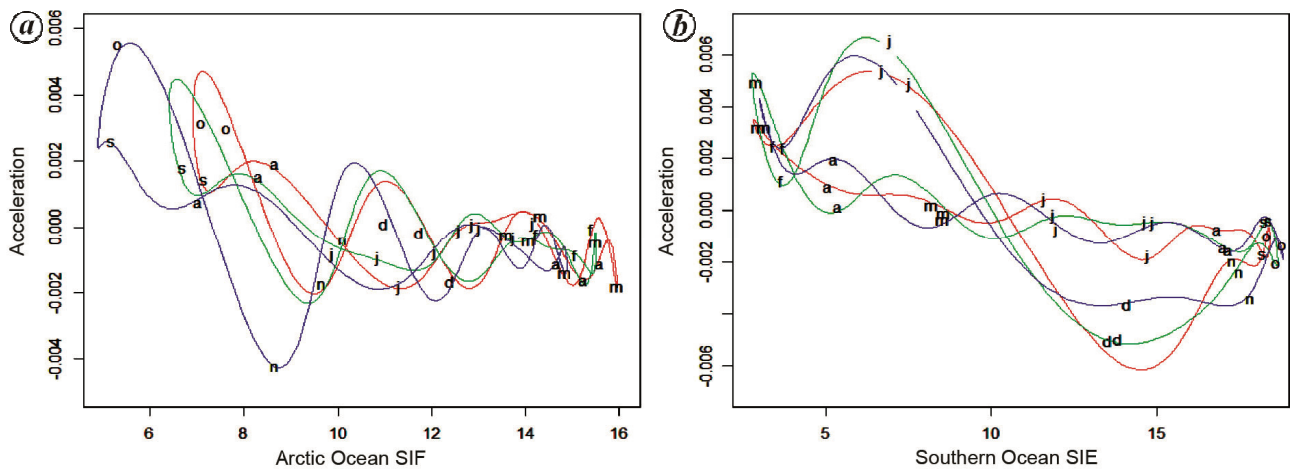 a
Acceleration
0.006
0.004
0.002
0.000
-0.002
-0.004
6
8
10
12
14
16
Arctic Ocean SIF
o
s
s
s
o
o
a
a
a
n
n
n
a
j
j
j
d
d
d
j
j
j
m
m
m
j
f
a
m
a
f
m
a
m
b
Acceleration
0.006
0.004
0.002
0.000
-0.002
-0.006
5
10
15
Southern Ocean SIE
m
m
m
f
f
f
j
j
j
a
a
a
m
m
m
j
j
j
j
j
j
d
d
d
a
a
a
n
n
n
s
s
s
o
o
o